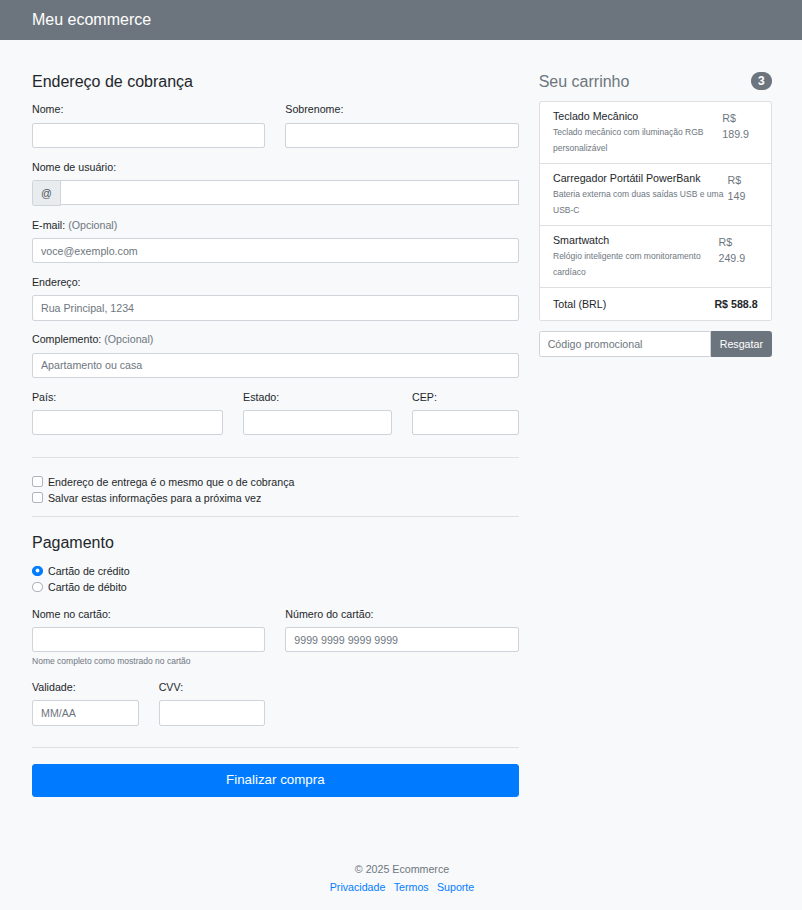 Meu ecommerce
Endereço de cobrança
Nome:
Sobrenome:
Nome de usuário:
@
E-mail: (Opcional)
voce@exemplo.com
Endereço:
Rua Principal, 1234
Complemento: (Opcional)
Apartamento ou casa
País:
Estado:
CEP:
Endereço de entrega é o mesmo que o de cobrança
Salvar estas informações para a próxima vez
Pagamento
Cartão de crédito
Cartão de débito
Nome no cartão:
Número do cartão:
9999 9999 9999 9999
Nome completo como mostrado no cartão
Validade:
CVV:
MM/AA
Finalizar compra
Seu carrinho
3
Teclado Mecânico
Teclado mecânico com iluminação RGB
personalizável
R$
189.9
Carregador Portátil PowerBank
Bateria externa com duas saídas USB e uma
USB-C
R$
149
Smartwatch
Relógio inteligente com monitoramento
cardíaco
R$
249.9
Total (BRL)
R$ 588.8
Código promocional
Resgatar
© 2025 Ecommerce
Privacidade Termos Suporte